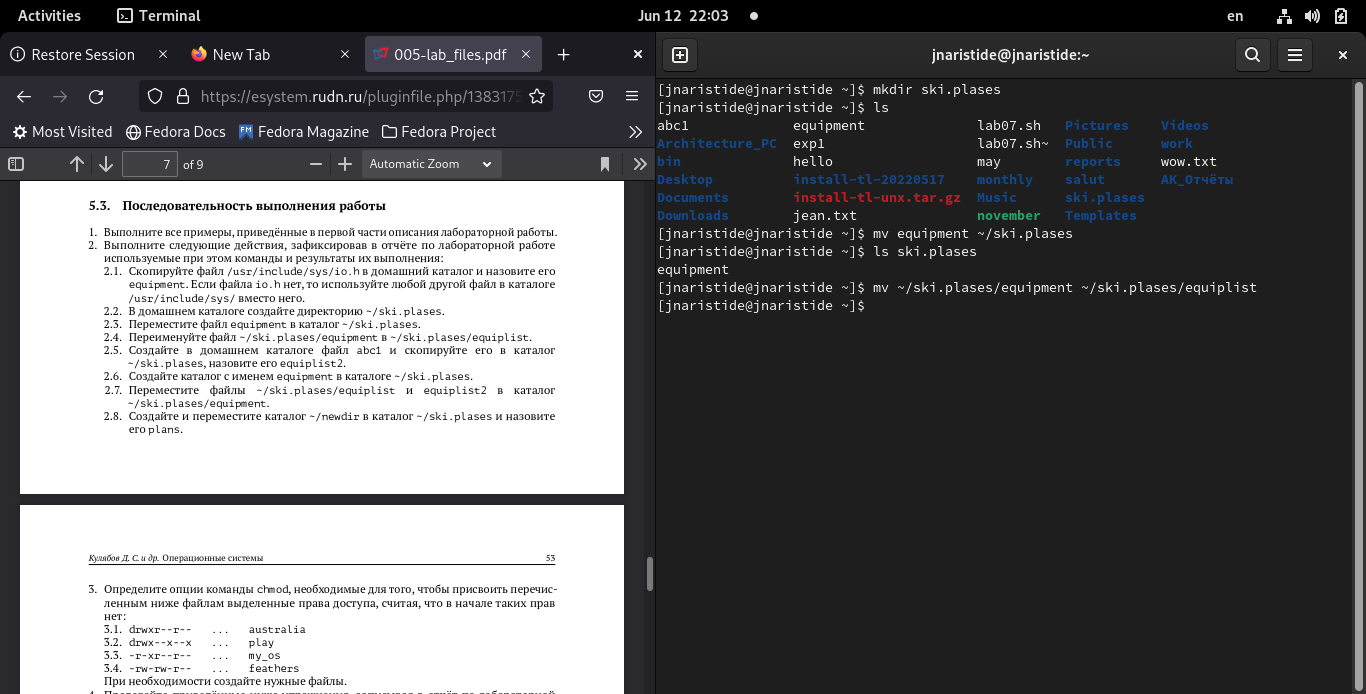 Activities Terminal Jun 12 22:03 en
Restore Session New Tab 005-lab_files.pdf
https://esystem.rudn.ru/pluginfile.php/1383175
Most Visited Fedora Docs Fedora Magazine Fedora Project
7 of 9 Automatic Zoom
5.3. Последовательность выполнения работы
1. Выполните все примеры, приведённые в первой части описания лабораторной работы.
2. Выполните следующие действия, зафиксировав в отчёте по лабораторной работе
используемые при этом команды и результаты их выполнения:
2.1. Скопируйте файл /usr/include/sys/io.h в домашний каталог и назовите его
equipment. Если файла io.h нет, то используйте любой другой файл в каталоге
/usr/include/sys/ вместо него.
2.2. В домашнем каталоге создайте директорию ~/ski.plases.
2.3. Переместите файл equipment в каталог ~/ski.plases.
2.4. Переименуйте файл ~/ski.plases/equipment в ~/ski.plases/equiplist.
2.5. Создайте в домашнем каталоге файл abc1 и скопируйте его в каталог
~/ski.plases, назовите его equiplist2.
2.6. Создайте каталог с именем equipment в каталоге ~/ski.plases.
2.7. Переместите файлы ~/ski.plases/equiplist и equiplist2 в каталог
~/ski.plases/equipment.
2.8. Создайте и переместите каталог ~/newdir в каталог ~/ski.plases и назовите
его plans.
Кулябов Д. С. и др. Операционные системы 53
3. Определите опции команды chmod, необходимые для того, чтобы присвоить перечис-
ленным ниже файлам выделенные права доступа, считая, что в начале таких прав
нет:
3.1. drwxr--r-- ... australia
3.2. drwx--x--x ... play
3.3. -r-xr--r-- ... my_os
3.4. -rw-rw-r-- ... feathers
При необходимости создайте нужные файлы.
jnaristide@jnaristide:~
[jnaristide@jnaristide ~]$ mkdir ski.plases
[jnaristide@jnaristide ~]$ ls
abc1 equipment lab07.sh Pictures Videos
Architecture_PC exp1 lab07.sh~ Public work
bin hello may reports wow.txt
Desktop install-tl-20220517 monthly salut АК_Отчёты
Documents install-tl-unx.tar.gz Music ski.plases
Downloads jean.txt november Templates
[jnaristide@jnaristide ~]$ mv equipment ~/ski.plases
[jnaristide@jnaristide ~]$ ls ski.plases
equipment
[jnaristide@jnaristide ~]$ mv ~/ski.plases/equipment ~/ski.plases/equiplist
[jnaristide@jnaristide ~]$